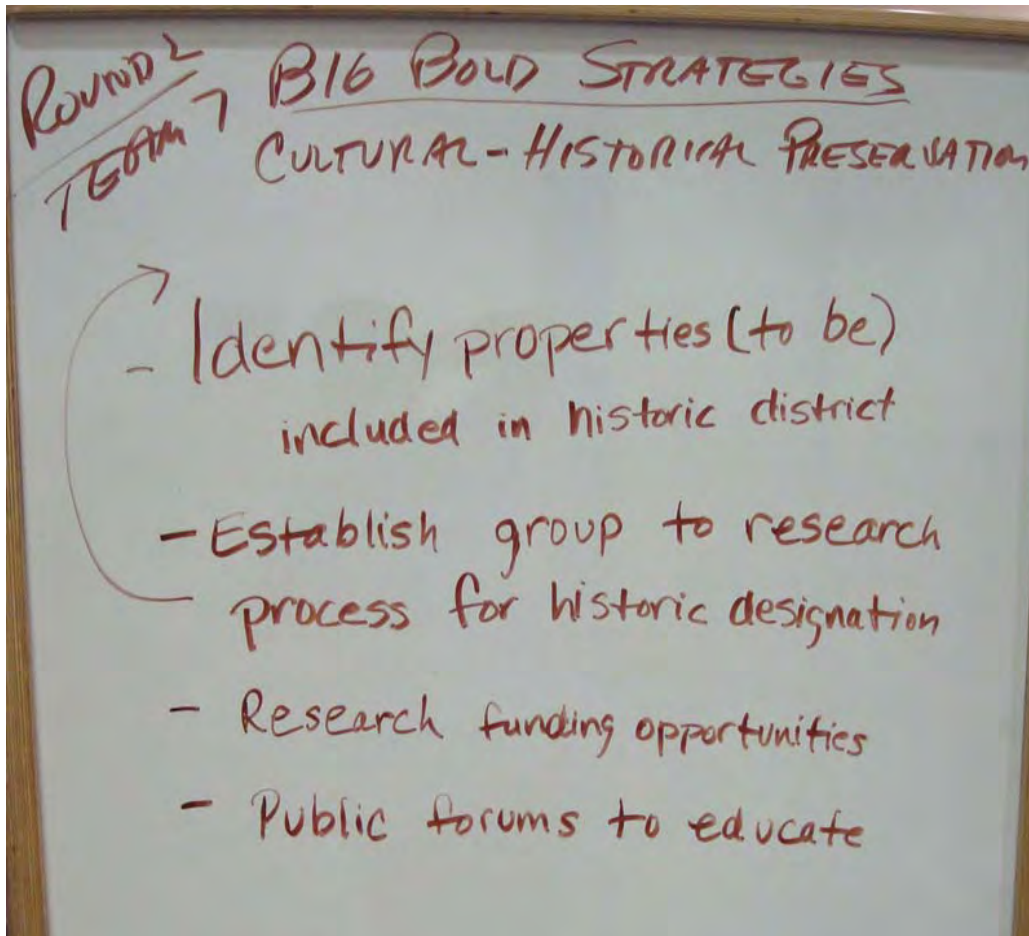 ROUND 2
TEAM 7
BIG BOLD STRATEGIES
CULTURAL - HISTORICAL PRESERVATION
- Identify properties (to be)
included in historic district
- Establish group to research
process for historic designation
- Research funding opportunities
- Public forums to educate